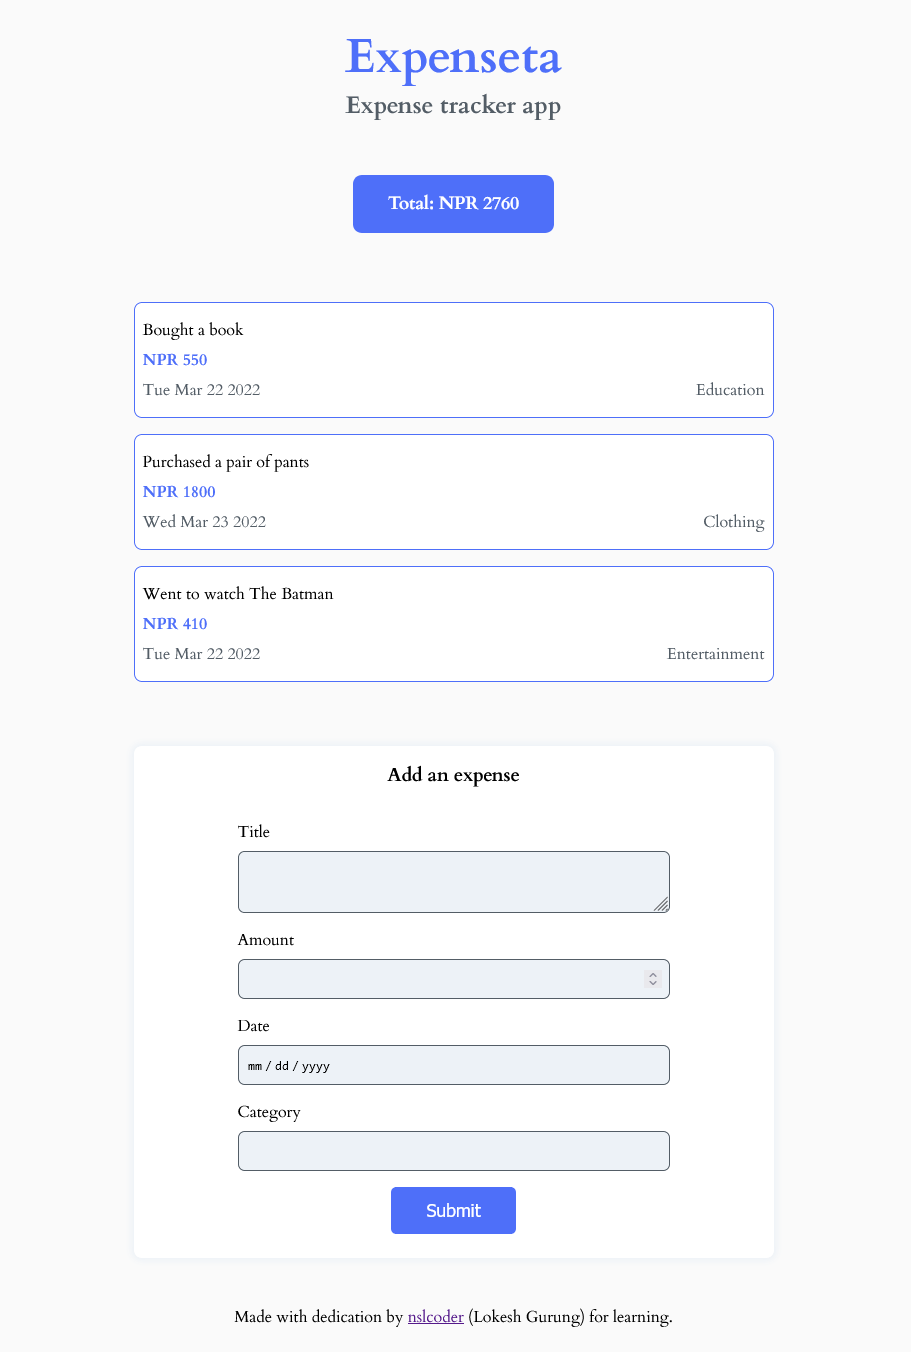 Expenseta
Expense tracker app
Total: NPR 2760
Bought a book
NPR 550
Tue Mar 22 2022 Education
Purchased a pair of pants
NPR 1800
Wed Mar 23 2022 Clothing
Went to watch The Batman
NPR 410
Tue Mar 22 2022 Entertainment
Add an expense
Title
Amount
Date
mm / dd / yyyy
Category
Submit
Made with dedication by nslcoder (Lokesh Gurung) for learning.